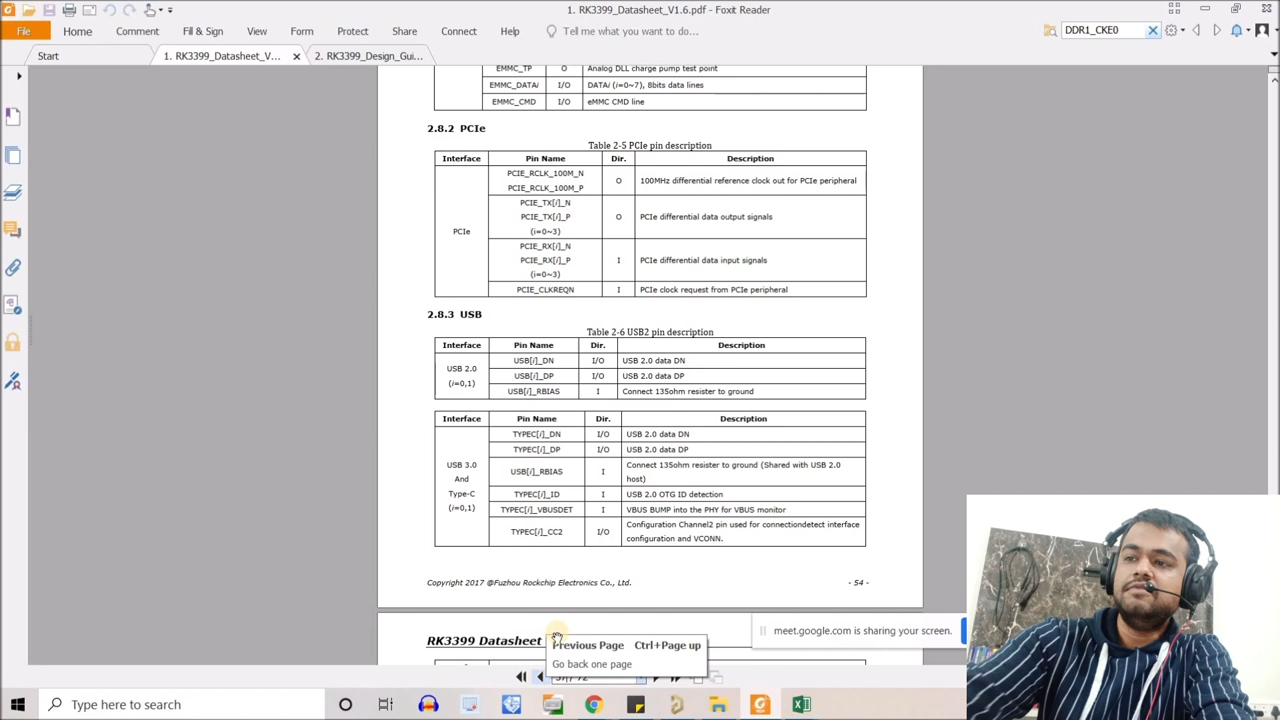 1. RK3399_Datasheet_V1.6.pdf - Foxit Reader
File Home Comment Fill & Sign View Form Protect Share Connect Help Tell me what you want to do... DDR1_CKE0
Start 1. RK3399_Datasheet_V... 2. RK3399_Design_Gui...
EMMC_TP O Analog DLL charge pump test point
EMMC_DATAi I/O DATAi (i=0~7), 8bits data lines
EMMC_CMD I/O eMMC CMD line
2.8.2 PCIe
Table 2-5 PCIe pin description
Interface Pin Name Dir. Description
PCIe
PCIE_RCLK_100M_N
PCIE_RCLK_100M_P
O 100MHz differential reference clock out for PCIe peripheral
PCIE_TX[i]_N
PCIE_TX[i]_P
(i=0~3)
O PCIe differential data output signals
PCIE_RX[i]_N
PCIE_RX[i]_P
(i=0~3)
I PCIe differential data input signals
PCIE_CLKREQN I PCIe clock request from PCIe peripheral
2.8.3 USB
Table 2-6 USB2 pin description
Interface Pin Name Dir. Description
USB 2.0
(i=0,1)
USB[i]_DN I/O USB 2.0 data DN
USB[i]_DP I/O USB 2.0 data DP
USB[i]_RBIAS I Connect 135ohm resister to ground
Interface Pin Name Dir. Description
USB 3.0
And
Type-C
(i=0,1)
TYPEC[i]_DN I/O USB 2.0 data DN
TYPEC[i]_DP I/O USB 2.0 data DP
USB[i]_RBIAS I Connect 135ohm resister to ground (Shared with USB 2.0
host)
TYPEC[i]_ID I USB 2.0 OTG ID detection
TYPEC[i]_VBUSDET I VBUS BUMP into the PHY for VBUS monitor
TYPEC[i]_CC2 I/O Configuration Channel2 pin used for connectiondetect interface
configuration and VCONN.
Copyright 2017 @Fuzhou Rockchip Electronics Co., Ltd. - 54 -
RK3399 Datasheet
meet.google.com is sharing your screen.
Previous Page Ctrl+Page up
Go back one page
Type here to search